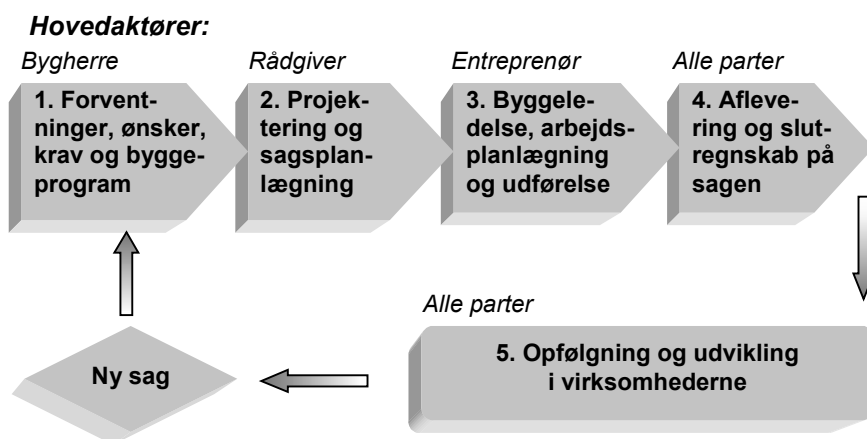 Hovedaktører:
Bygherre
Rådgiver
Entreprenør
Alle parter
1. Forvent-
ninger, ønsker,
krav og bygge-
program
2. Projek-
tering og
sagsplan-
lægning
3. Byggele-
delse, arbejds-
planlægning
og udførelse
4. Afleve-
ring og slut-
regnskab på
sagen
Alle parter
5. Opfølgning og udvikling
i virksomhederne
Ny sag